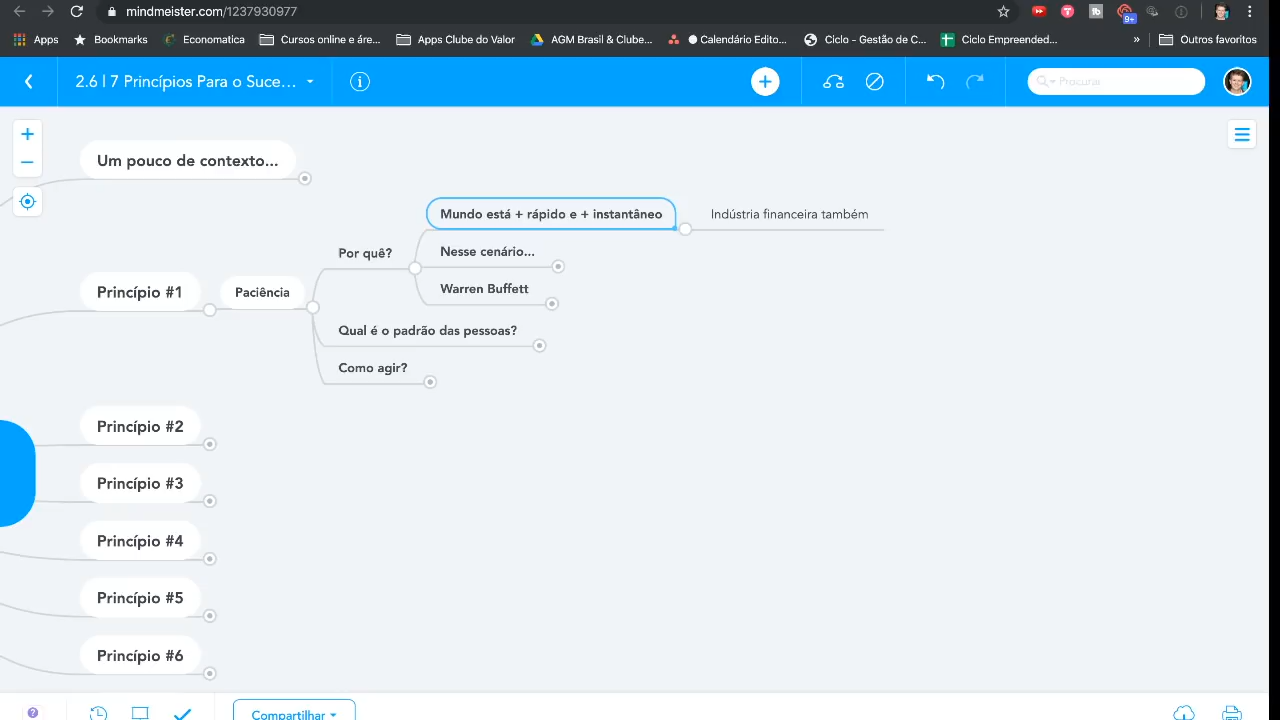 mindmeister.com/1237930977
9+
Apps
Bookmarks
Economatica
Cursos online e áre...
Apps Clube do Valor
AGM Brasil & Clube...
Calendário Edito...
Ciclo - Gestão de C...
Ciclo Empreended...
»
Outros favoritos
2.6 | 7 Princípios Para o Suce...
Procurar
Um pouco de contexto...
Mundo está + rápido e + instantâneo
Indústria financeira também
Por quê?
Nesse cenário...
Princípio #1
Paciência
Warren Buffett
Qual é o padrão das pessoas?
Como agir?
Princípio #2
Princípio #3
Princípio #4
Princípio #5
Princípio #6
?
Compartilhar